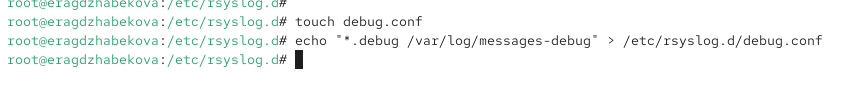 root@eragdzhabekova:/etc/rsyslog.d#
root@eragdzhabekova:/etc/rsyslog.d# touch debug.conf
root@eragdzhabekova:/etc/rsyslog.d# echo "*.debug /var/log/messages-debug" > /etc/rsyslog.d/debug.conf
root@eragdzhabekova:/etc/rsyslog.d#